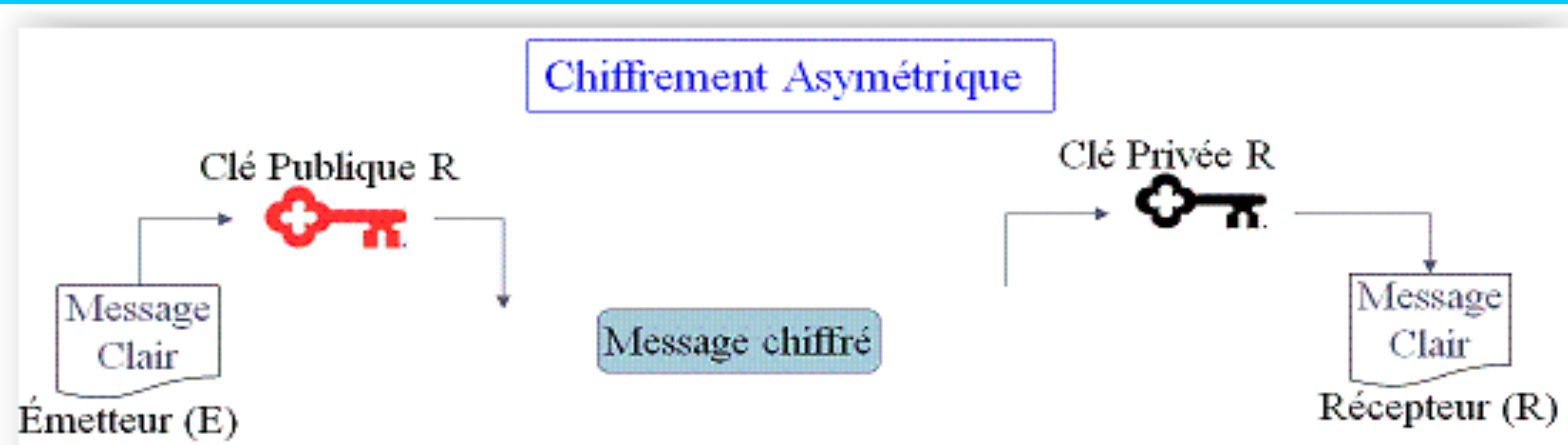 Chiffrement Asymétrique
Clé Publique R
Clé Privée R
Message
Clair
Message chiffré
Message
Clair
Émetteur (E)
Récepteur (R)